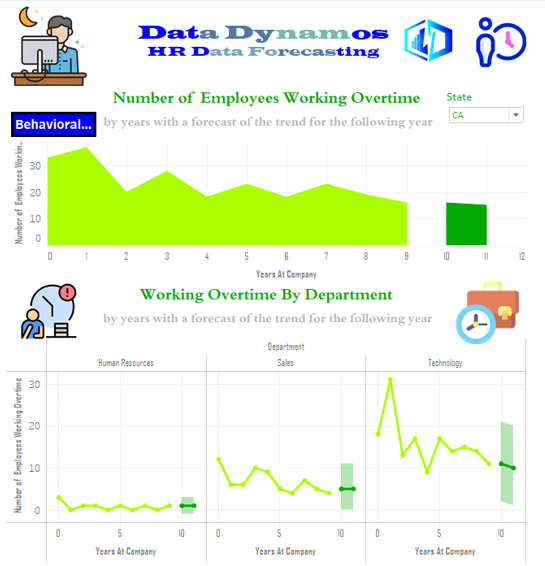 Data Dynamos
HR Data Forecasting
Number of Employees Working Overtime
State
CA
Behavioral...
by years with a forecast of the trend for the following year
Number of Employees Workin..
30
20
10
0
0 1 2 3 4 5 6 7 8 9 10 11 12
Years At Company
Working Overtime By Department
by years with a forecast of the trend for the following year
Department
Human Resources Sales Technology
Number of Employees Working Overtime
30
20
10
0
0 5 10 0 5 10 0 5 10
Years At Company Years At Company Years At Company